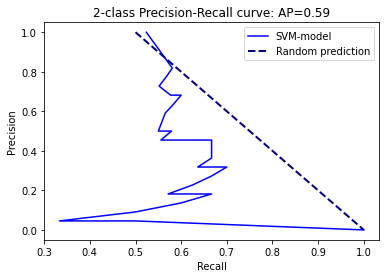 2-class Precision-Recall curve: AP=0.59
SVM-model
Random prediction
Precision
1.0
0.8
0.6
0.4
0.2
0.0
0.3 0.4 0.5 0.6 0.7 0.8 0.9 1.0
Recall